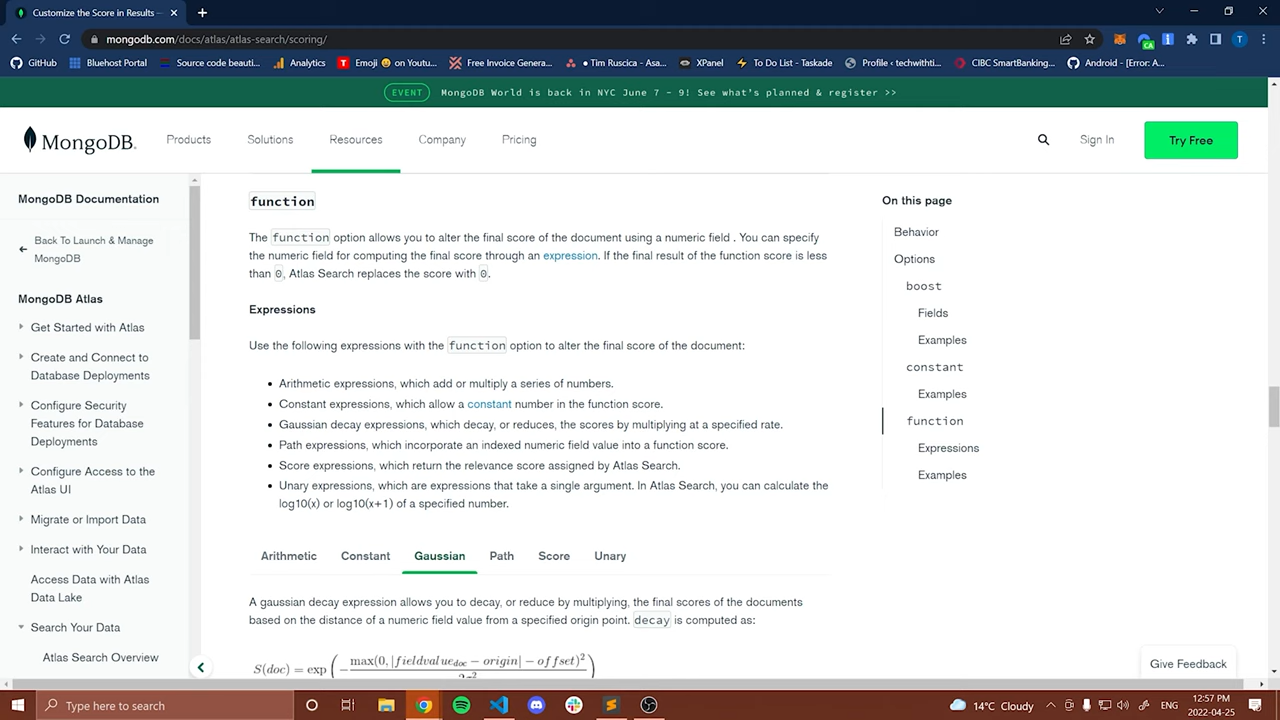 Customize the Score in Results —
mongodb.com/docs/atlas/atlas-search/scoring/
GitHub
Bluehost Portal
Source code beauti...
Analytics
Emoji 😀 on Youtu...
Free Invoice Genera...
• Tim Ruscica - Asa...
XPanel
To Do List - Taskade
Profile ‹ techwithti...
CIBC SmartBanking...
Android - [Error: A...
EVENT MongoDB World is back in NYC June 7 - 9! See what's planned & register >>
MongoDB.
Products
Solutions
Resources
Company
Pricing
Sign In
Try Free
MongoDB Documentation
Back To Launch & Manage
MongoDB
MongoDB Atlas
Get Started with Atlas
Create and Connect to
Database Deployments
Configure Security
Features for Database
Deployments
Configure Access to the
Atlas UI
Migrate or Import Data
Interact with Your Data
Access Data with Atlas
Data Lake
Search Your Data
Atlas Search Overview
function
The function option allows you to alter the final score of the document using a numeric field . You can specify
the numeric field for computing the final score through an expression. If the final result of the function score is less
than 0, Atlas Search replaces the score with 0.
Expressions
Use the following expressions with the function option to alter the final score of the document:
• Arithmetic expressions, which add or multiply a series of numbers.
• Constant expressions, which allow a constant number in the function score.
• Gaussian decay expressions, which decay, or reduces, the scores by multiplying at a specified rate.
• Path expressions, which incorporate an indexed numeric field value into a function score.
• Score expressions, which return the relevance score assigned by Atlas Search.
• Unary expressions, which are expressions that take a single argument. In Atlas Search, you can calculate the
log10(x) or log10(x+1) of a specified number.
Arithmetic Constant Gaussian Path Score Unary
A gaussian decay expression allows you to decay, or reduce by multiplying, the final scores of the documents
based on the distance of a numeric field value from a specified origin point. decay is computed as:
S(doc) = exp ( − max(0, |fieldvalue_doc − origin| − offset)²
On this page
Behavior
Options
boost
Fields
Examples
constant
Examples
function
Expressions
Examples
Give Feedback
Type here to search
14°C Cloudy
ENG
12:57 PM
2022-04-25